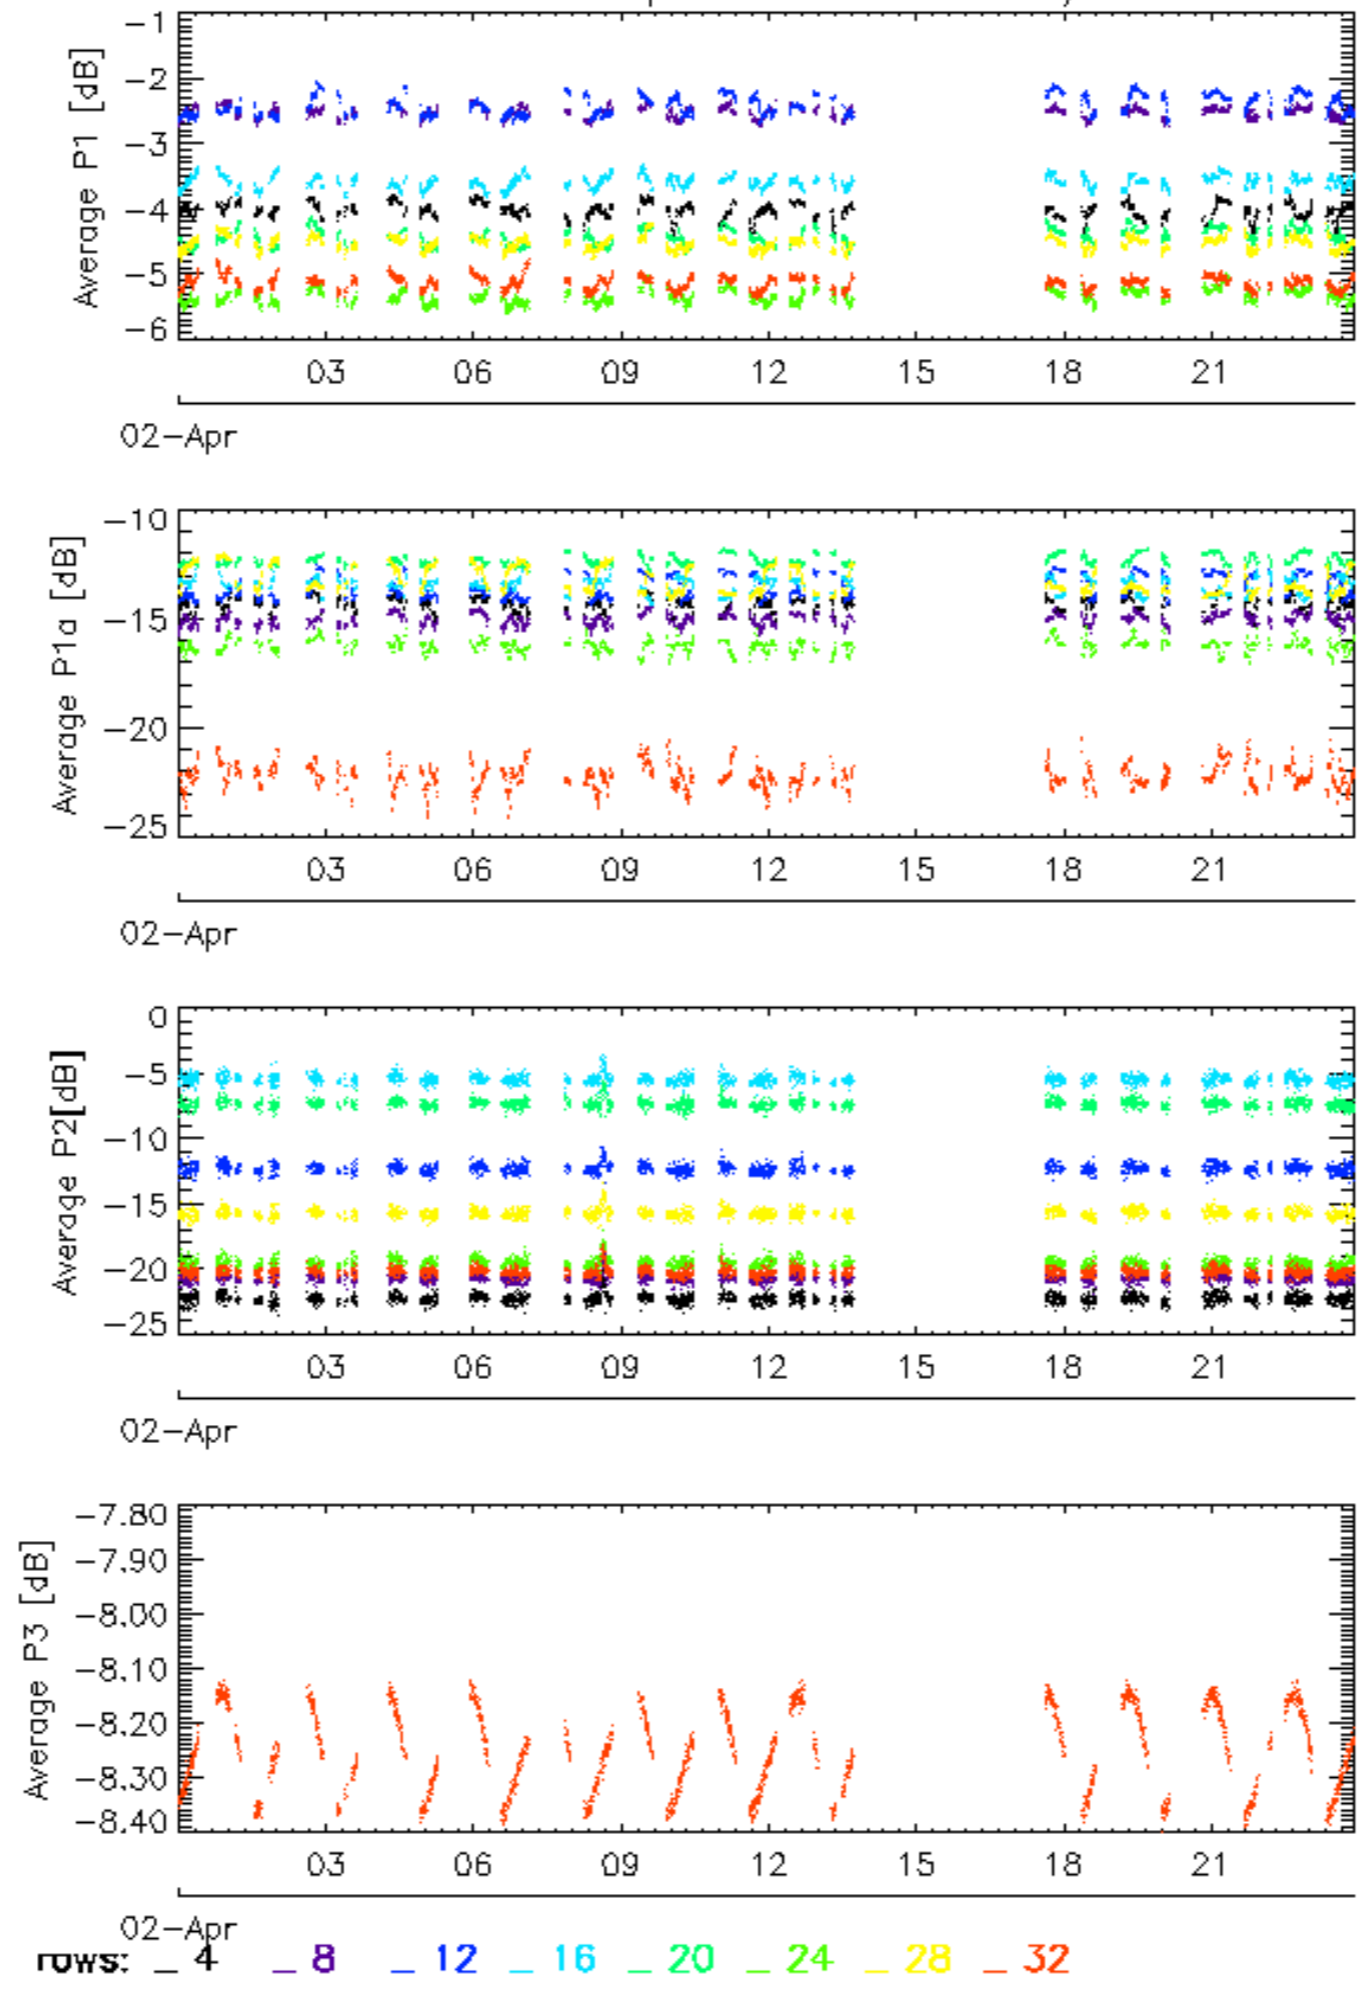 Average P1 [dB]
-1
-2
-3
-4
-5
-6
03 06 09 12 15 18 21
02-Apr
Average P1a [dB]
-10
-15
-20
-25
03 06 09 12 15 18 21
02-Apr
Average P2[dB]
0
-5
-10
-15
-20
-25
03 06 09 12 15 18 21
02-Apr
Average P3 [dB]
-7.80
-7.90
-8.00
-8.10
-8.20
-8.30
-8.40
03 06 09 12 15 18 21
02-Apr
rows: _ 4 _ 8 _ 12 _ 16 _ 20 _ 24 _ 28 _ 32